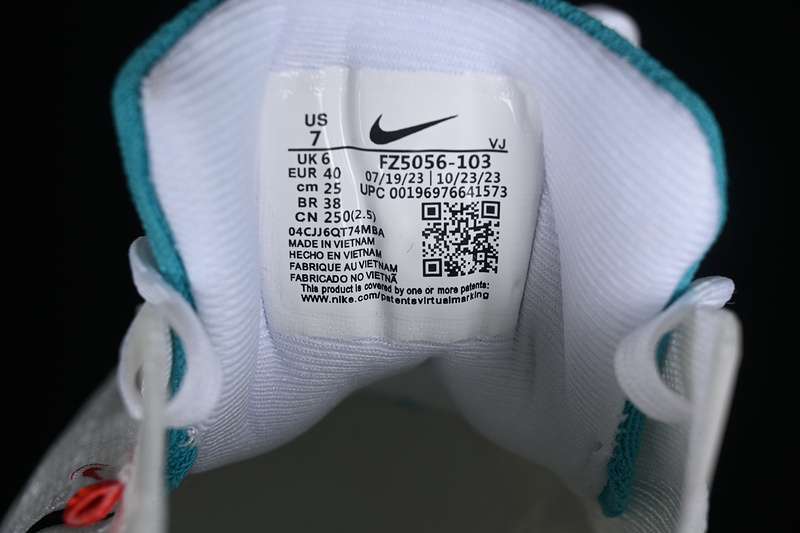 US
7
VJ
UK 6
EUR 40
cm 25
BR 38
CN 250(2.5)
FZ5056-103
07/19/23 | 10/23/23
UPC 00196976641573
04CJJ6QT74MBA
MADE IN VIETNAM
HECHO EN VIETNAM
FABRIQUE AU VIETNAM
FABRICADO NO VIETNÃ
This product is covered by one or more patents:
www.nike.com/patentsvirtualmarking